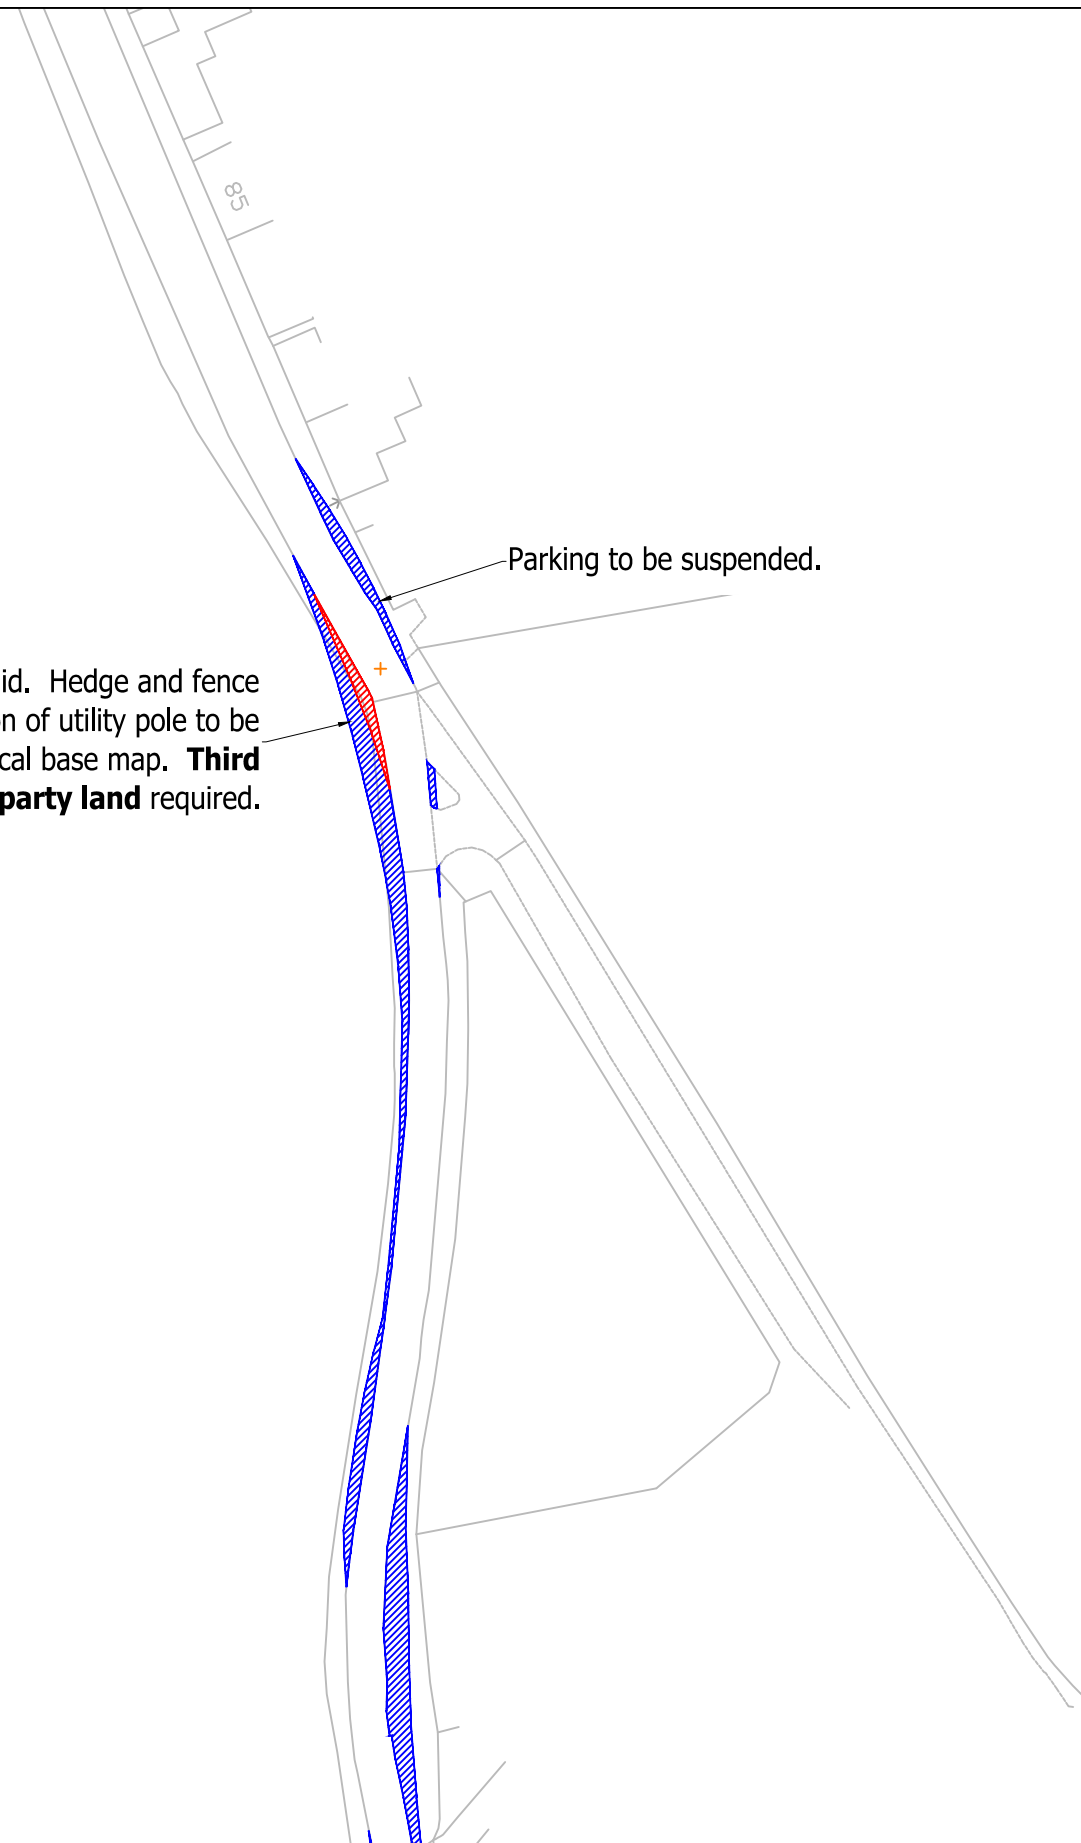 85
Parking to be suspended.
id. Hedge and fence
n of utility pole to be
cal base map. Third
party land required.